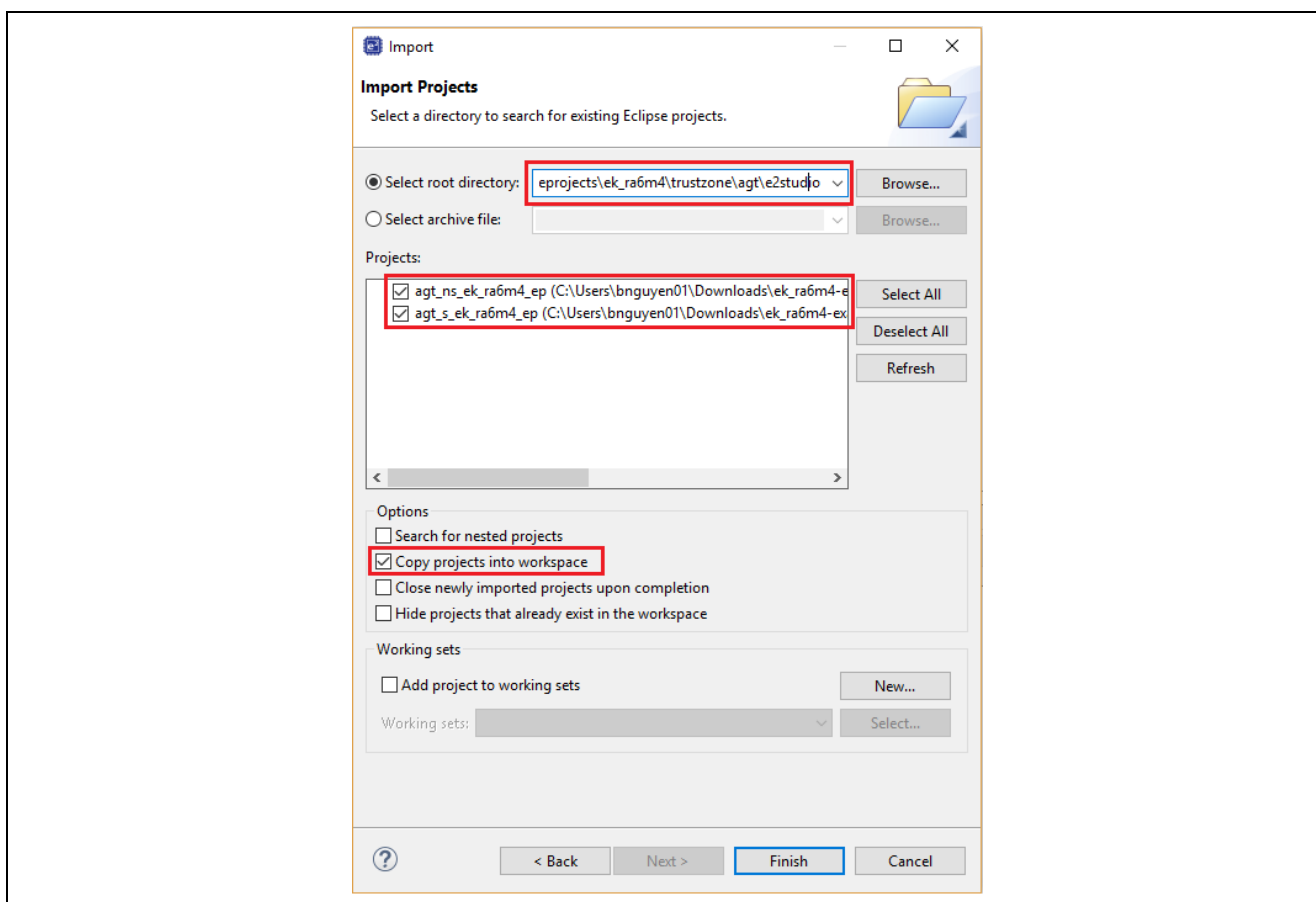 Import
Import Projects
Select a directory to search for existing Eclipse projects.
Select root directory: eprojects\ek_ra6m4\trustzone\agt\e2studio Browse...
Select archive file: Browse...
Projects:
agt_ns_ek_ra6m4_ep (C:\Users\bnguyen01\Downloads\ek_ra6m4-e Select All
agt_s_ek_ra6m4_ep (C:\Users\bnguyen01\Downloads\ek_ra6m4-ex
Deselect All
Refresh
Options
Search for nested projects
Copy projects into workspace
Close newly imported projects upon completion
Hide projects that already exist in the workspace
Working sets
Add project to working sets New...
Working sets: Select...
? < Back Next > Finish Cancel